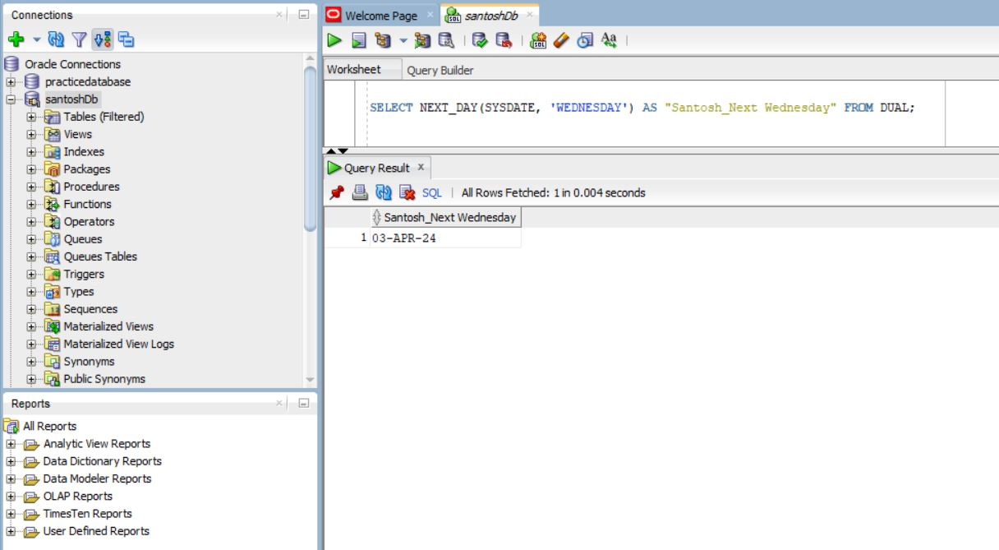 Connections
Oracle Connections
practicedatabase
santoshDb
Tables (Filtered)
Views
Indexes
Packages
Procedures
Functions
Operators
Queues
Queues Tables
Triggers
Types
Sequences
Materialized Views
Materialized View Logs
Synonyms
Public Synonyms
Reports
All Reports
Analytic View Reports
Data Dictionary Reports
Data Modeler Reports
OLAP Reports
TimesTen Reports
User Defined Reports
Welcome Page
santoshDb
Worksheet Query Builder
SELECT NEXT_DAY(SYSDATE, 'WEDNESDAY') AS "Santosh_Next Wednesday" FROM DUAL;
Query Result x
SQL | All Rows Fetched: 1 in 0.004 seconds
Santosh_Next Wednesday
1 03-APR-24